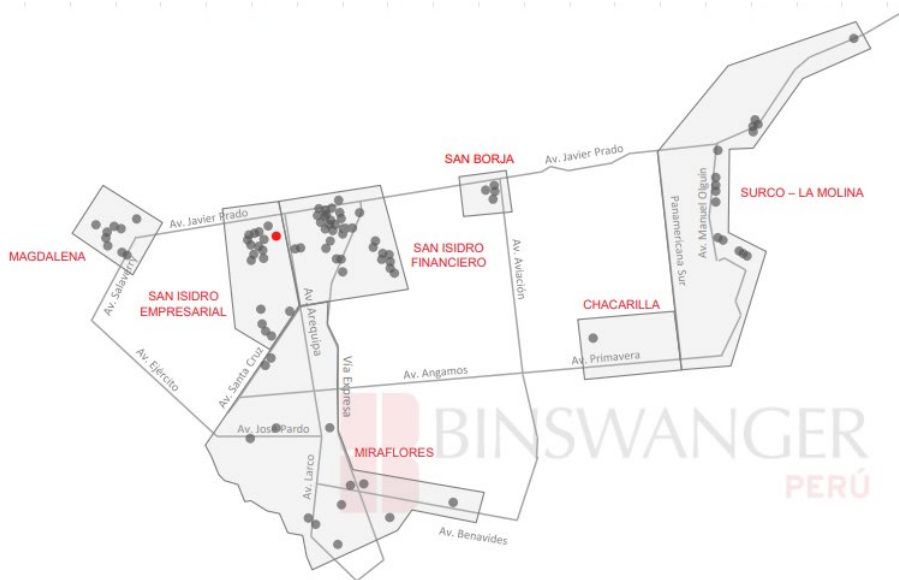 SAN BORJA
Av. Javier Prado
Av. Javier Prado
Av. Manuel Olguín
SURCO – LA MOLINA
Panamericana Sur
MAGDALENA
Av. Salaverry
SAN ISIDRO
FINANCIERO
Av. Aviación
SAN ISIDRO
EMPRESARIAL
Av. Arequipa
CHACARILLA
Av. Ejército
Av. Santa Cruz
Vía Expresa
Av. Angamos
Av. Primavera
Av. José Pardo
BINSWANGER
PERÚ
MIRAFLORES
Av. Larco
Av. Benavides